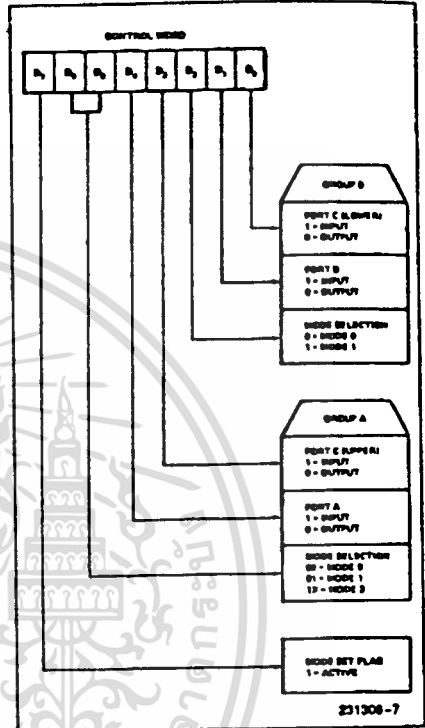 CONTROL WORD
D₇ D₆ D₅ D₄ D₃ D₂ D₁ D₀
GROUP B
PORT C (LOWER)
1 = INPUT
0 = OUTPUT
PORT B
1 = INPUT
0 = OUTPUT
MODE SELECTION
0 = MODE 0
1 = MODE 1
GROUP A
PORT C (UPPER)
1 = INPUT
0 = OUTPUT
PORT A
1 = INPUT
0 = OUTPUT
MODE SELECTION
00 = MODE 0
01 = MODE 1
1X = MODE 2
MODE SET FLAG
1 = ACTIVE
231308-7